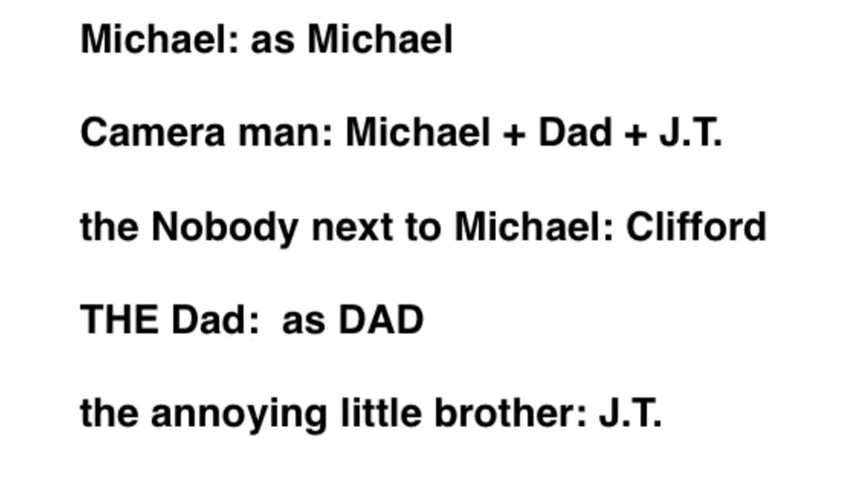 Michael: as Michael
Camera man: Michael + Dad + J.T.
the Nobody next to Michael: Clifford
THE Dad:  as DAD
the annoying little brother: J.T.